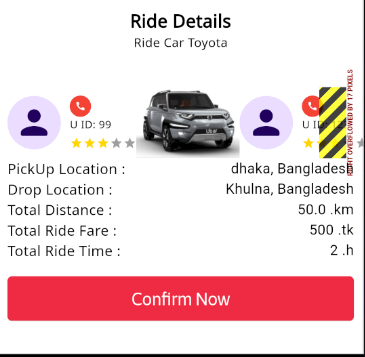 Ride Details
Ride Car Toyota
U ID: 99
U I
RIGHT OVERFLOWED BY 17 PIXELS
PickUp Location :
dhaka, Bangladesh
Drop Location :
Khulna, Bangladesh
Total Distance :
50.0 .km
Total Ride Fare :
500 .tk
Total Ride Time :
2 .h
Confirm Now